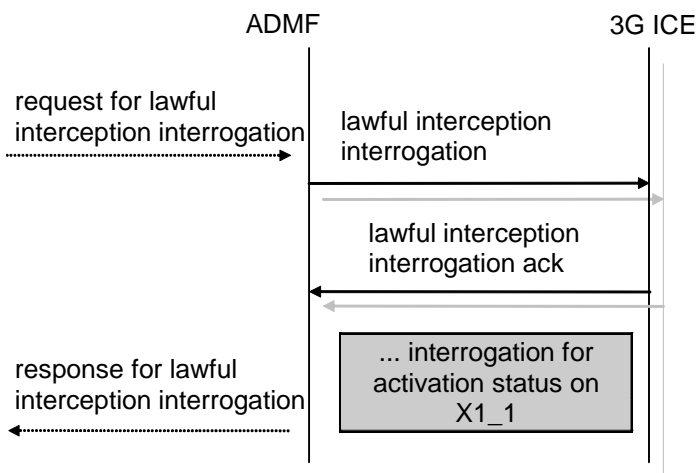 ADMF
3G ICE
request for lawful
interception interrogation
lawful interception
interrogation
lawful interception
interrogation ack
... interrogation for
activation status on
X1_1
response for lawful
interception interrogation